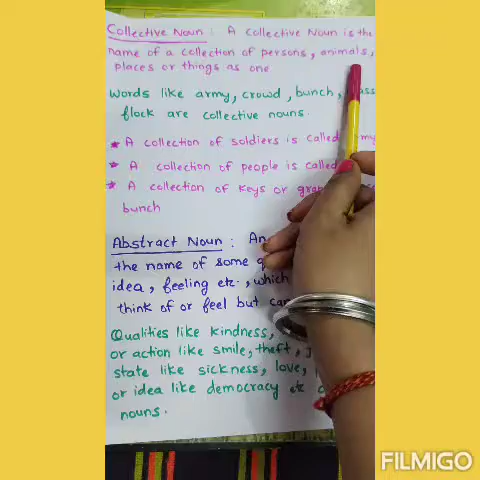 Collective Noun : A Collective Noun is the
name of a collection of persons, animals,
places or things as one
Words like army, crowd, bunch,
flock are collective nouns.
★ A collection of soldiers is called
★ A collection of people is called
★ A collection of keys or
bunch
Abstract Noun : An
the name of some
idea, feeling etc., which
think of or feel but
Qualities like kindness,
or action like smile, theft,
state like sickness, love,
or idea like democracy etc
nouns.
FILMIGO